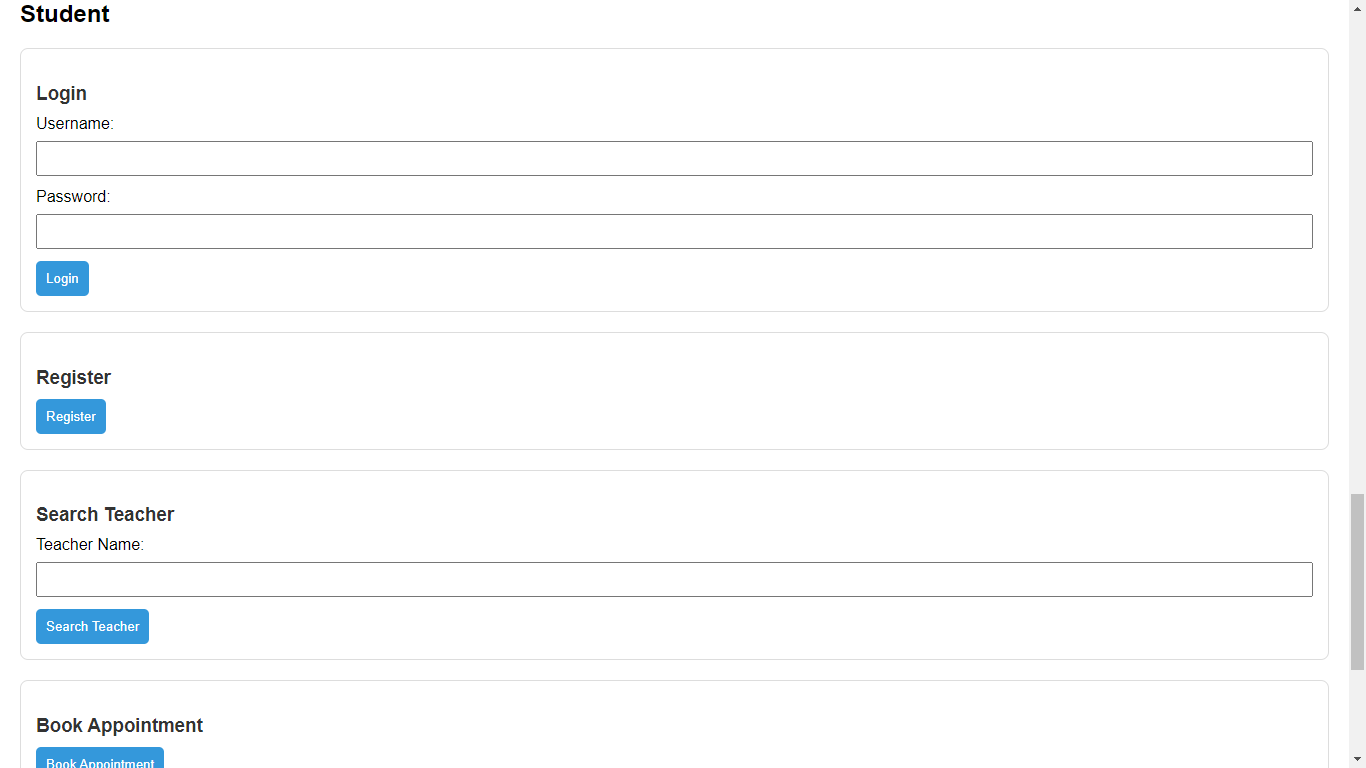 Student
Login
Username:
Password:
Login
Register
Register
Search Teacher
Teacher Name:
Search Teacher
Book Appointment
Book Appointment